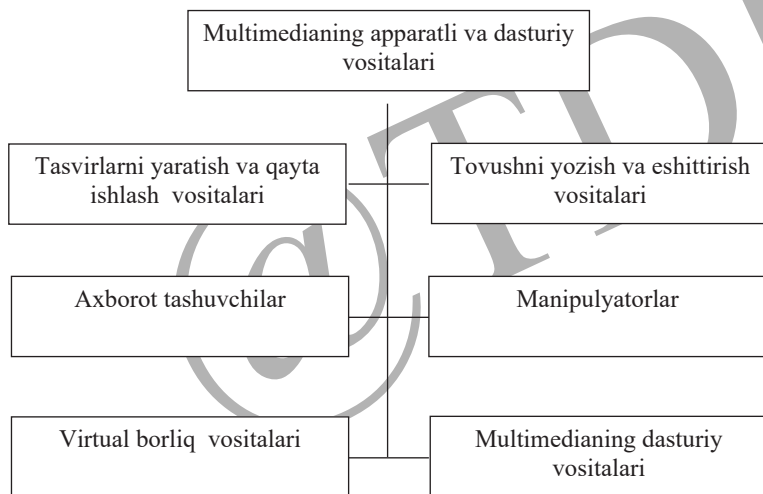 Multimedianing apparatli va dasturiy
vositalari
Tasvirlarni yaratish va qayta
ishlash vositalari
Tovushni yozish va eshittirish
vositalari
Axborot tashuvchilar
Manipulyatorlar
Virtual borliq vositalari
Multimedianing dasturiy
vositalari